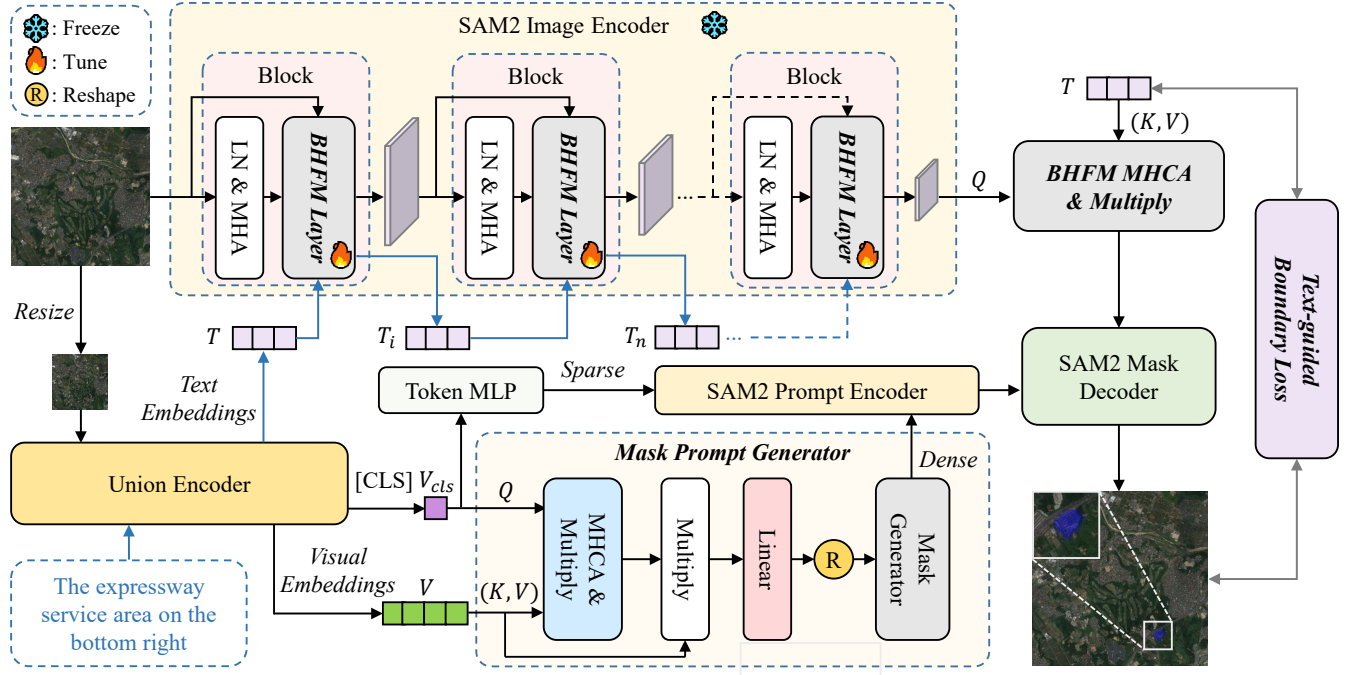 : Freeze
: Tune
R : Reshape
SAM2 Image Encoder
Block
LN & MHA
BHFM Layer
Block
LN & MHA
BHFM Layer
...
Block
LN & MHA
BHFM Layer
Q
T
(K,V)
BHFM MHCA
& Multiply
Text-guided
Boundary Loss
Resize
T
T_i
T_n
...
Text
Embeddings
Token MLP
Sparse
SAM2 Prompt Encoder
SAM2 Mask
Decoder
Union Encoder
[CLS] V_cls
Mask Prompt Generator
Dense
Q
MHCA &
Multiply
Multiply
Linear
R
Mask
Generator
Visual
Embeddings
V
(K,V)
The expressway
service area on the
bottom right